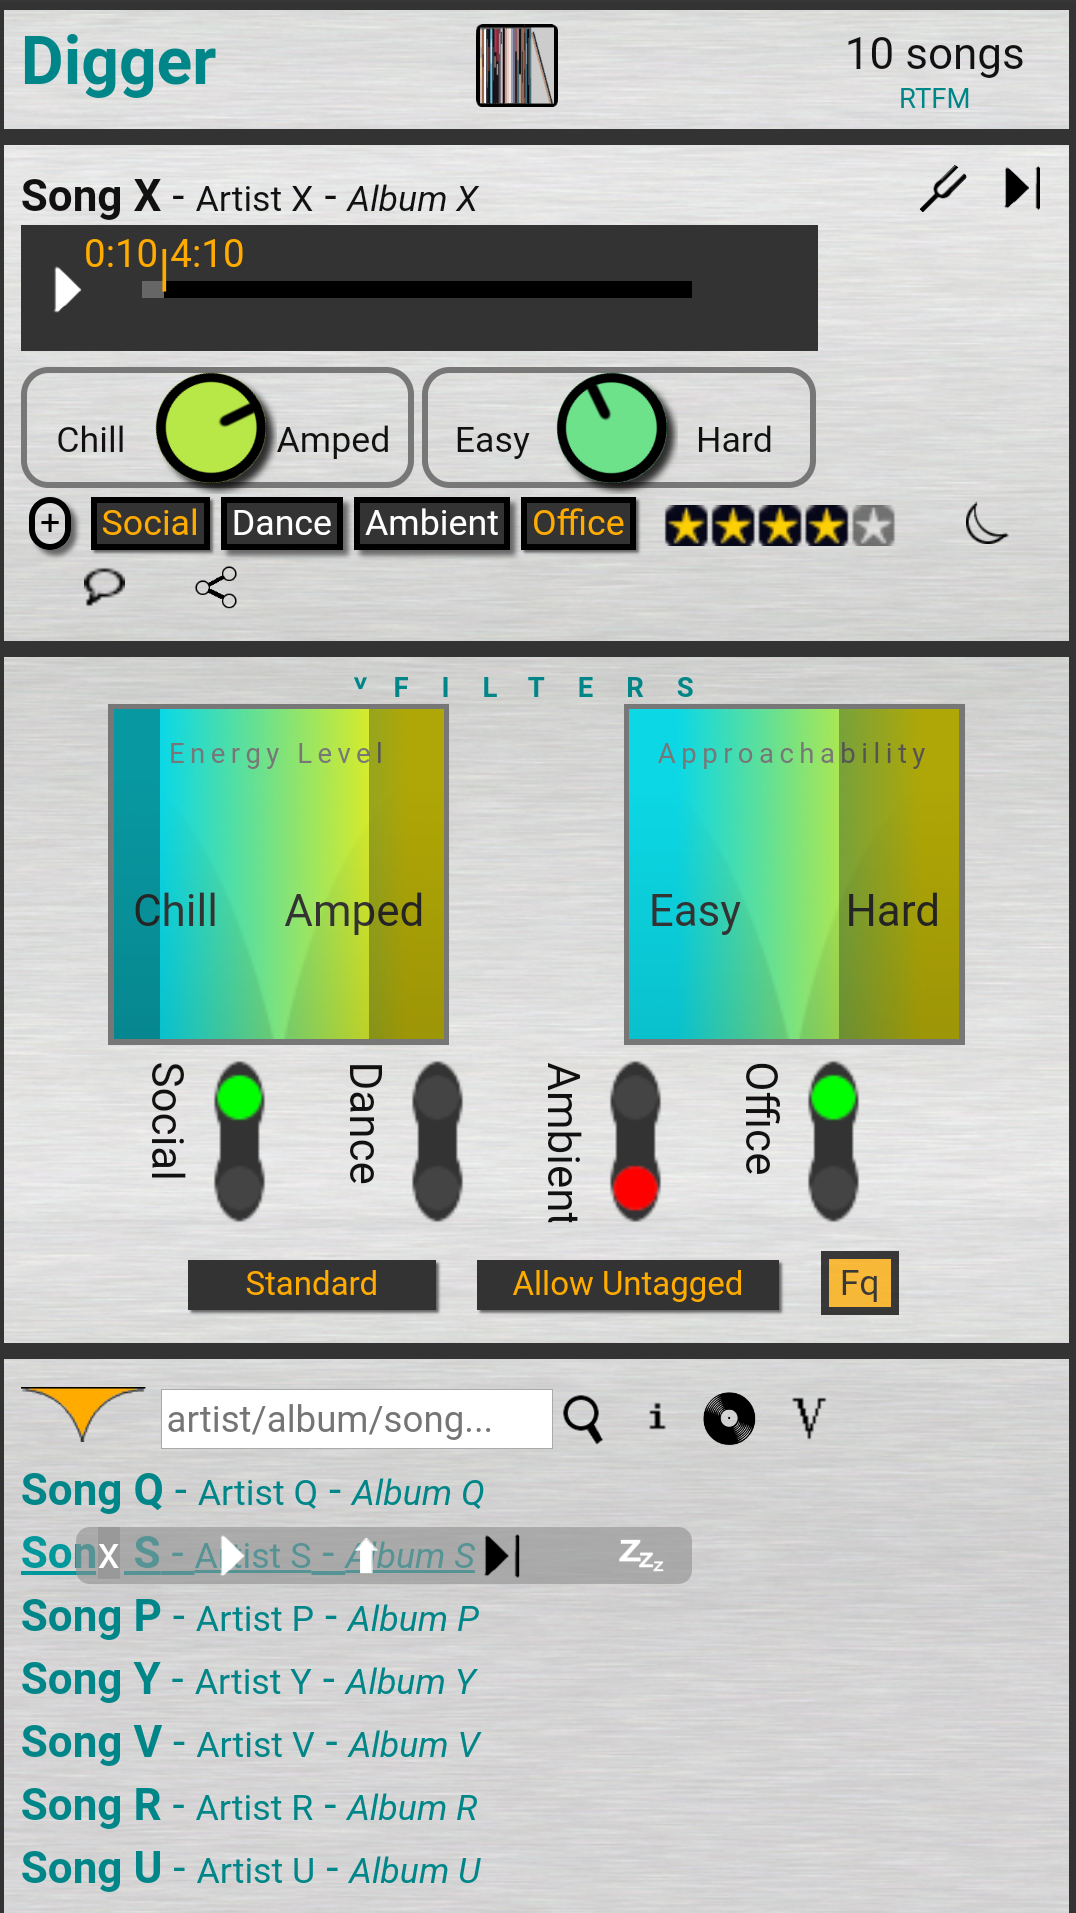 Digger
10 songs
RTFM
Song X - Artist X - Album X
0:10 4:10
Chill Amped Easy Hard
+ Social Dance Ambient Office
v FILTERS
Energy Level Approachability
Chill Amped Easy Hard
Social Dance Ambient Office
Standard Allow Untagged Fq
artist/album/song... i V
Song Q - Artist Q - Album Q
Song S - Artist S - Album S
x Zzz
Song P - Artist P - Album P
Song Y - Artist Y - Album Y
Song V - Artist V - Album V
Song R - Artist R - Album R
Song U - Artist U - Album U